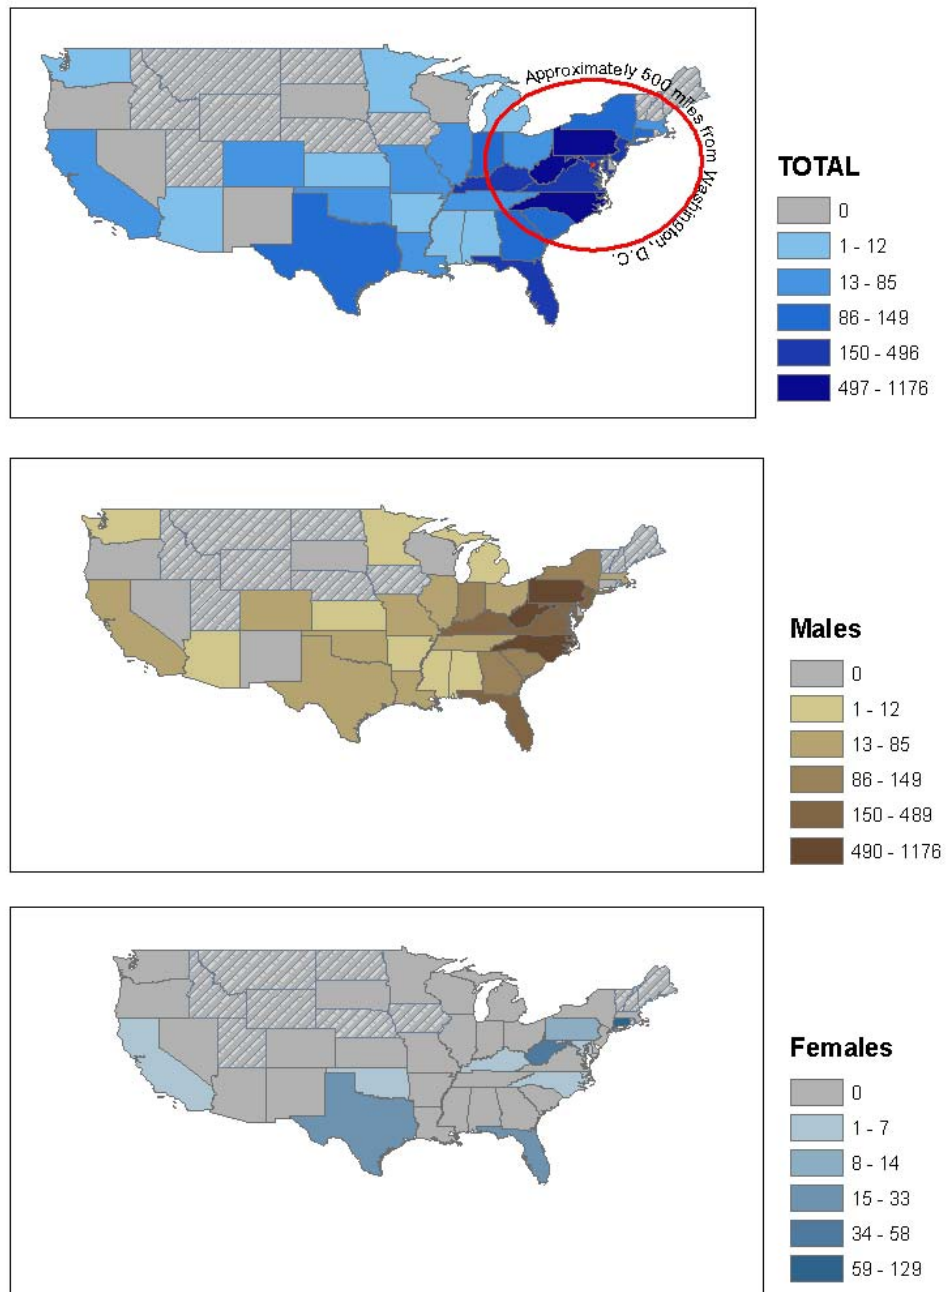 Approximately 500 miles from Washington, D.C.
TOTAL
0
1 - 12
13 - 85
86 - 149
150 - 496
497 - 1176
Males
0
1 - 12
13 - 85
86 - 149
150 - 489
490 - 1176
Females
0
1 - 7
8 - 14
15 - 33
34 - 58
59 - 129